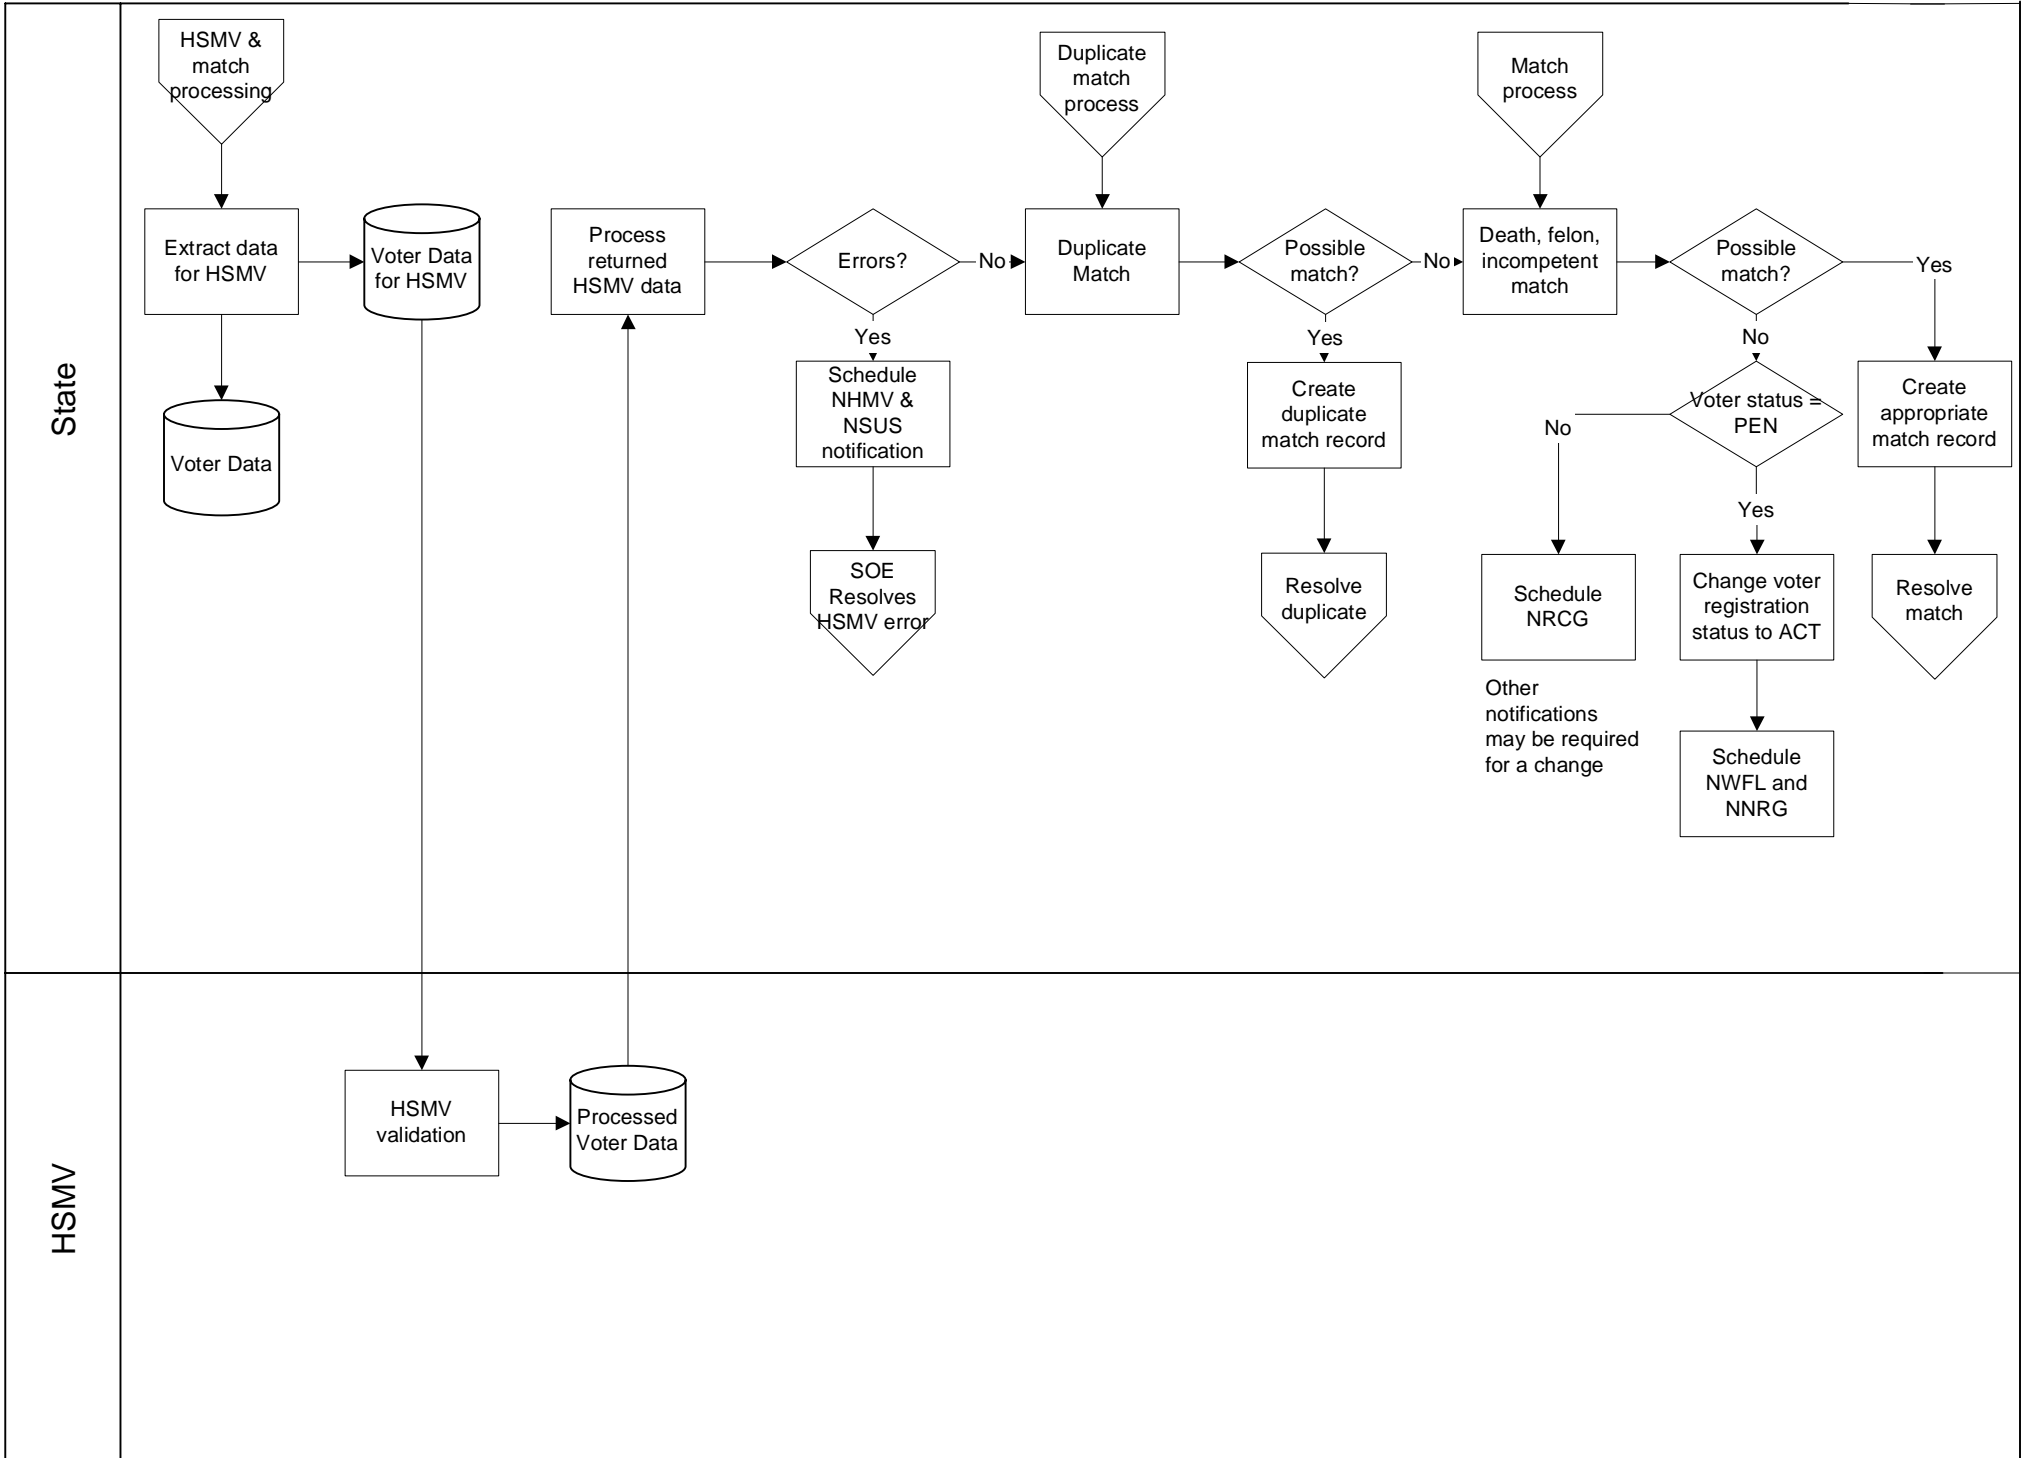 State
HSMV &
match
processing
Extract data
for HSMV
Voter Data
for HSMV
Voter Data
Process
returned
HSMV data
Errors?
No
Yes
Schedule
NHMV &
NSUS
notification
SOE
Resolves
HSMV error
Duplicate
match
process
Duplicate
Match
Possible
match?
No
Yes
Create
duplicate
match record
Resolve
duplicate
Match
process
Death, felon,
incompetent
match
Possible
match?
Yes
No
Voter status =
PEN
No
Yes
Schedule
NRCG
Other
notifications
may be required
for a change
Change voter
registration
status to ACT
Schedule
NWFL and
NNRG
Create
appropriate
match record
Resolve
match
HSMV
HSMV
validation
Processed
Voter Data